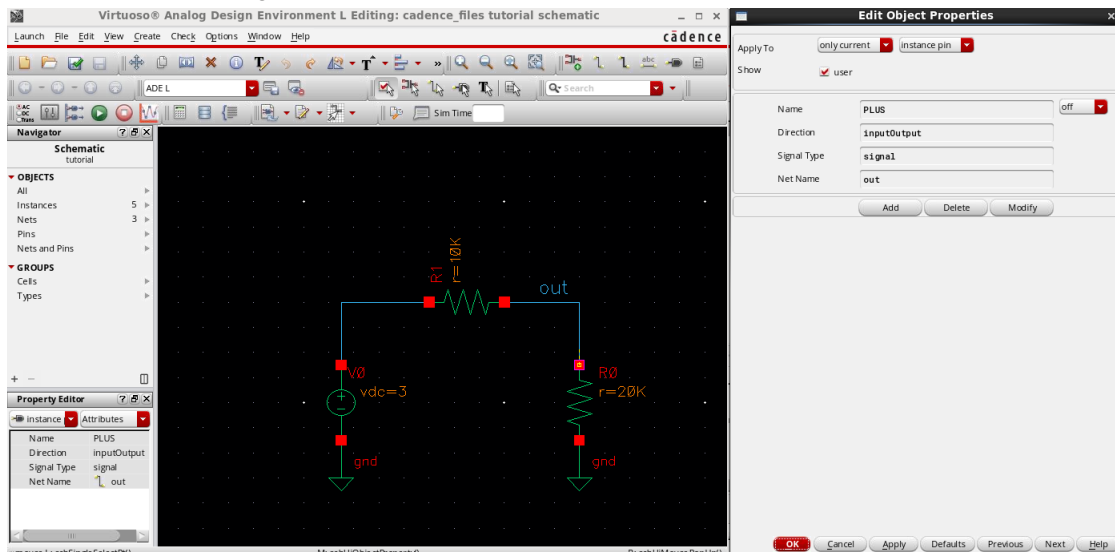 Virtuoso® Analog Design Environment L Editing: cadence_files tutorial schematic
Launch File Edit View Create Check Options Window Help
cādence
abc
ADE L
Search
Sim Time
AC
DC
Trans
Navigator
Schematic
tutorial
OBJECTS
All
Instances 5
Nets 3
Pins
Nets and Pins
GROUPS
Cells
Types
Property Editor
instance Attributes
Name PLUS
Direction inputOutput
Signal Type signal
Net Name out
R1
r=10K
out
V0
vdc=3
gnd
R0
r=20K
gnd
Edit Object Properties
Apply To only current instance pin
Show user
Name PLUS off
Direction inputOutput
Signal Type signal
Net Name out
Add Delete Modify
OK Cancel Apply Defaults Previous Next Help